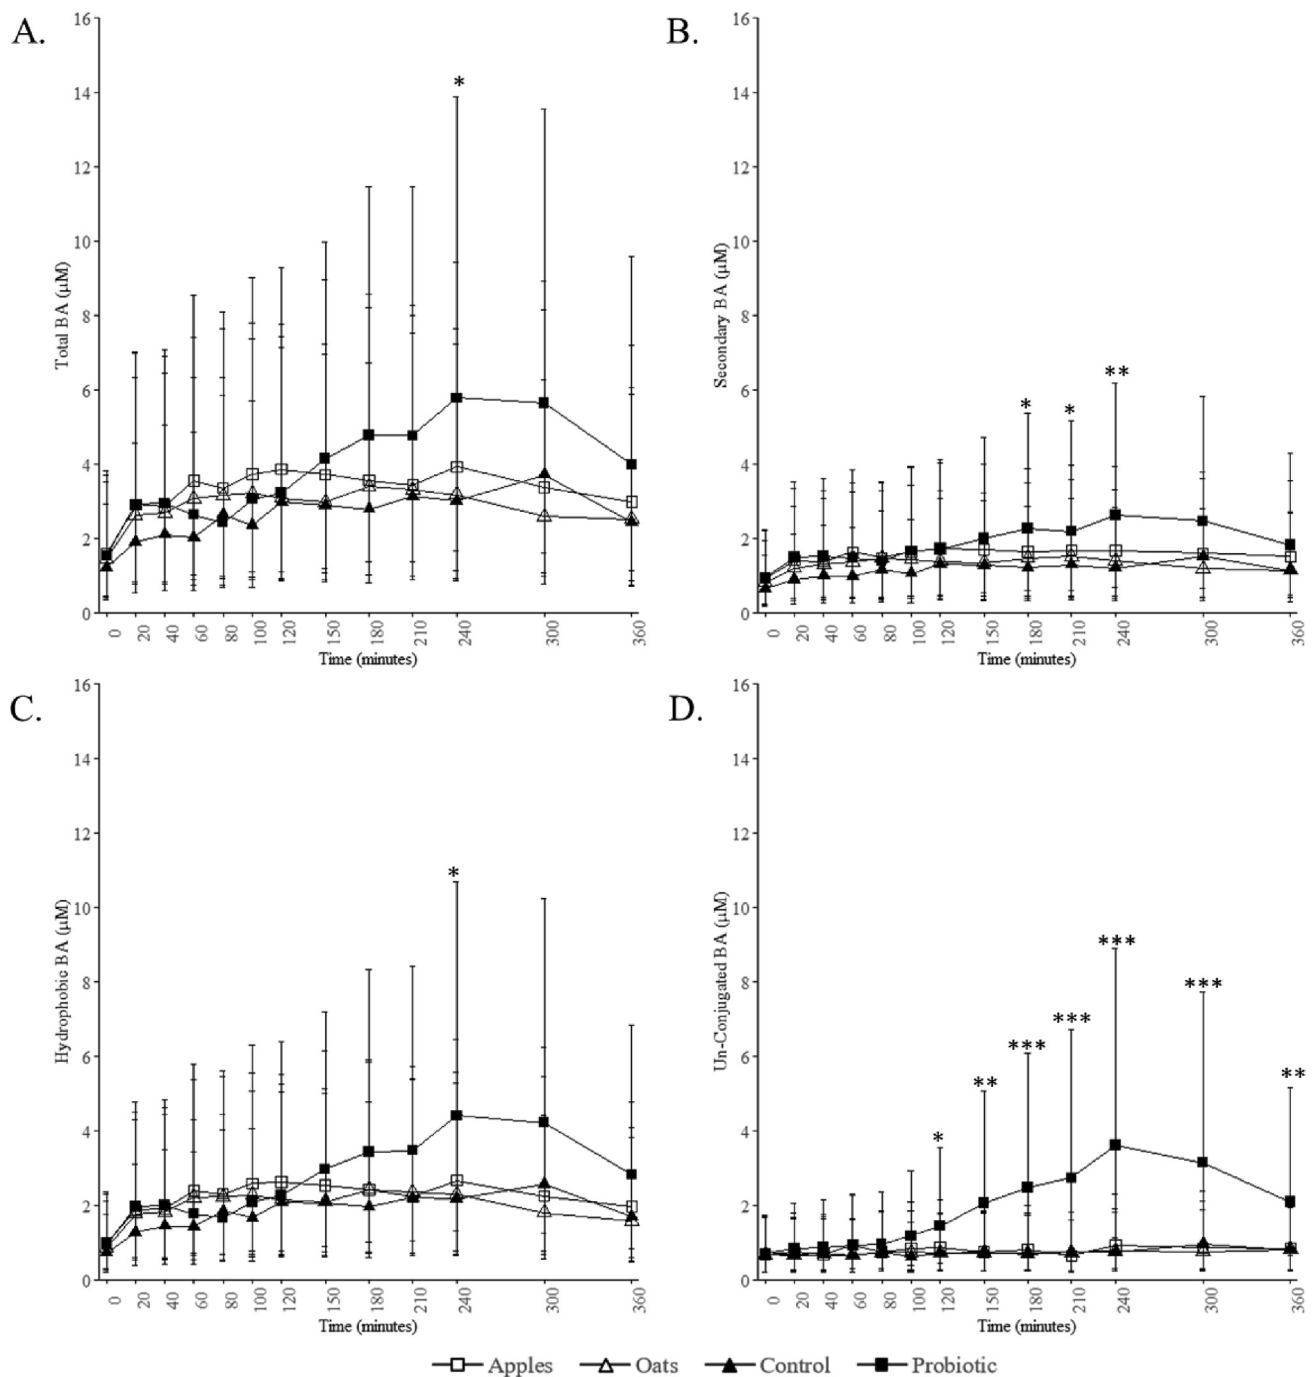 A.
16
14
12
10
8
6
4
2
0
Total BA (µM)
*
0 20 40 60 80 100 120 150 180 210 240 300 360
Time (minutes)
B.
16
14
12
10
8
6
4
2
0
Secondary BA (µM)
* * **
0 20 40 60 80 100 120 150 180 210 240 300 360
Time (minutes)
C.
16
14
12
10
8
6
4
2
0
Hydrophobic BA (µM)
*
0 20 40 60 80 100 120 150 180 210 240 300 360
Time (minutes)
D.
16
14
12
10
8
6
4
2
0
Un-Conjugated BA (µM)
* ** *** *** *** *** **
0 20 40 60 80 100 120 150 180 210 240 300 360
Time (minutes)
Apples Oats Control Probiotic